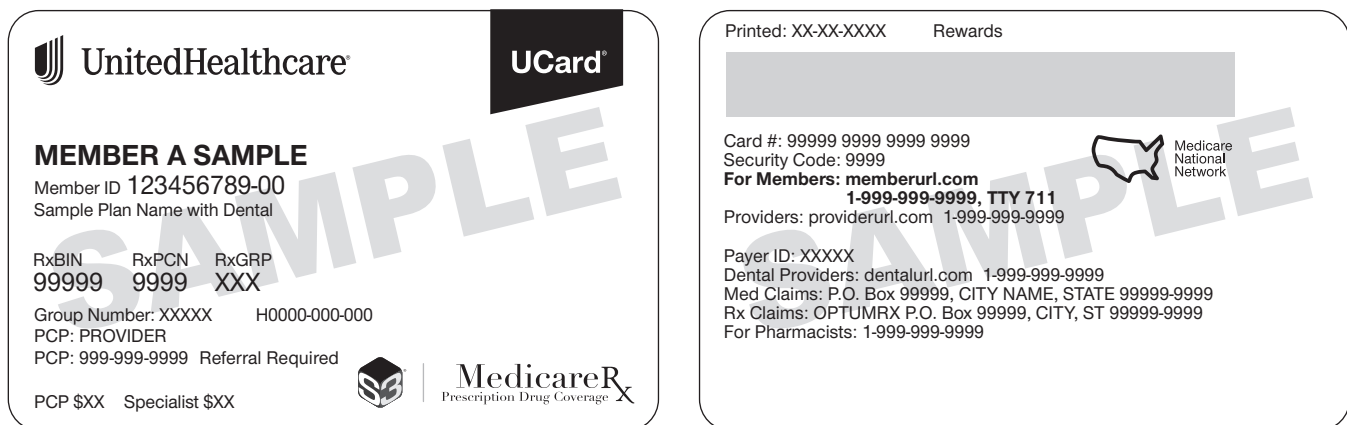 UnitedHealthcare®
UCard®
MEMBER A SAMPLE
Member ID 123456789-00
Sample Plan Name with Dental
RxBIN RxPCN RxGRP
99999 9999 XXX
Group Number: XXXXX H0000-000-000
PCP: PROVIDER
PCP: 999-999-9999 Referral Required
PCP $XX Specialist $XX
S3
MedicareRx
Prescription Drug Coverage
SAMPLE
Printed: XX-XX-XXXX Rewards
Card #: 99999 9999 9999 9999
Security Code: 9999
For Members: memberurl.com
1-999-999-9999, TTY 711
Providers: providerurl.com 1-999-999-9999
Medicare
National
Network
Payer ID: XXXXX
Dental Providers: dentalurl.com 1-999-999-9999
Med Claims: P.O. Box 99999, CITY NAME, STATE 99999-9999
Rx Claims: OPTUMRX P.O. Box 99999, CITY, ST 99999-9999
For Pharmacists: 1-999-999-9999
SAMPLE